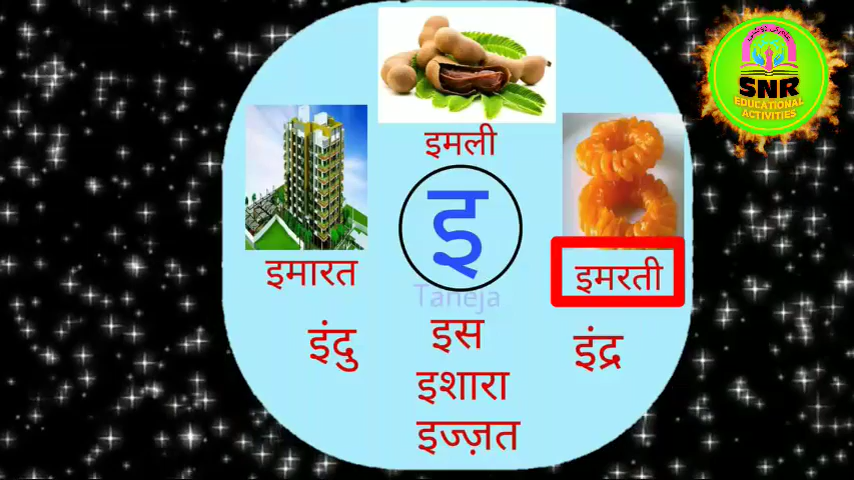 इमली
इमारत
इ
इमरती
Taneja
इंदु
इस
इंद्र
इशारा
इज्ज़त
SNR
EDUCATIONAL
ACTIVITIES